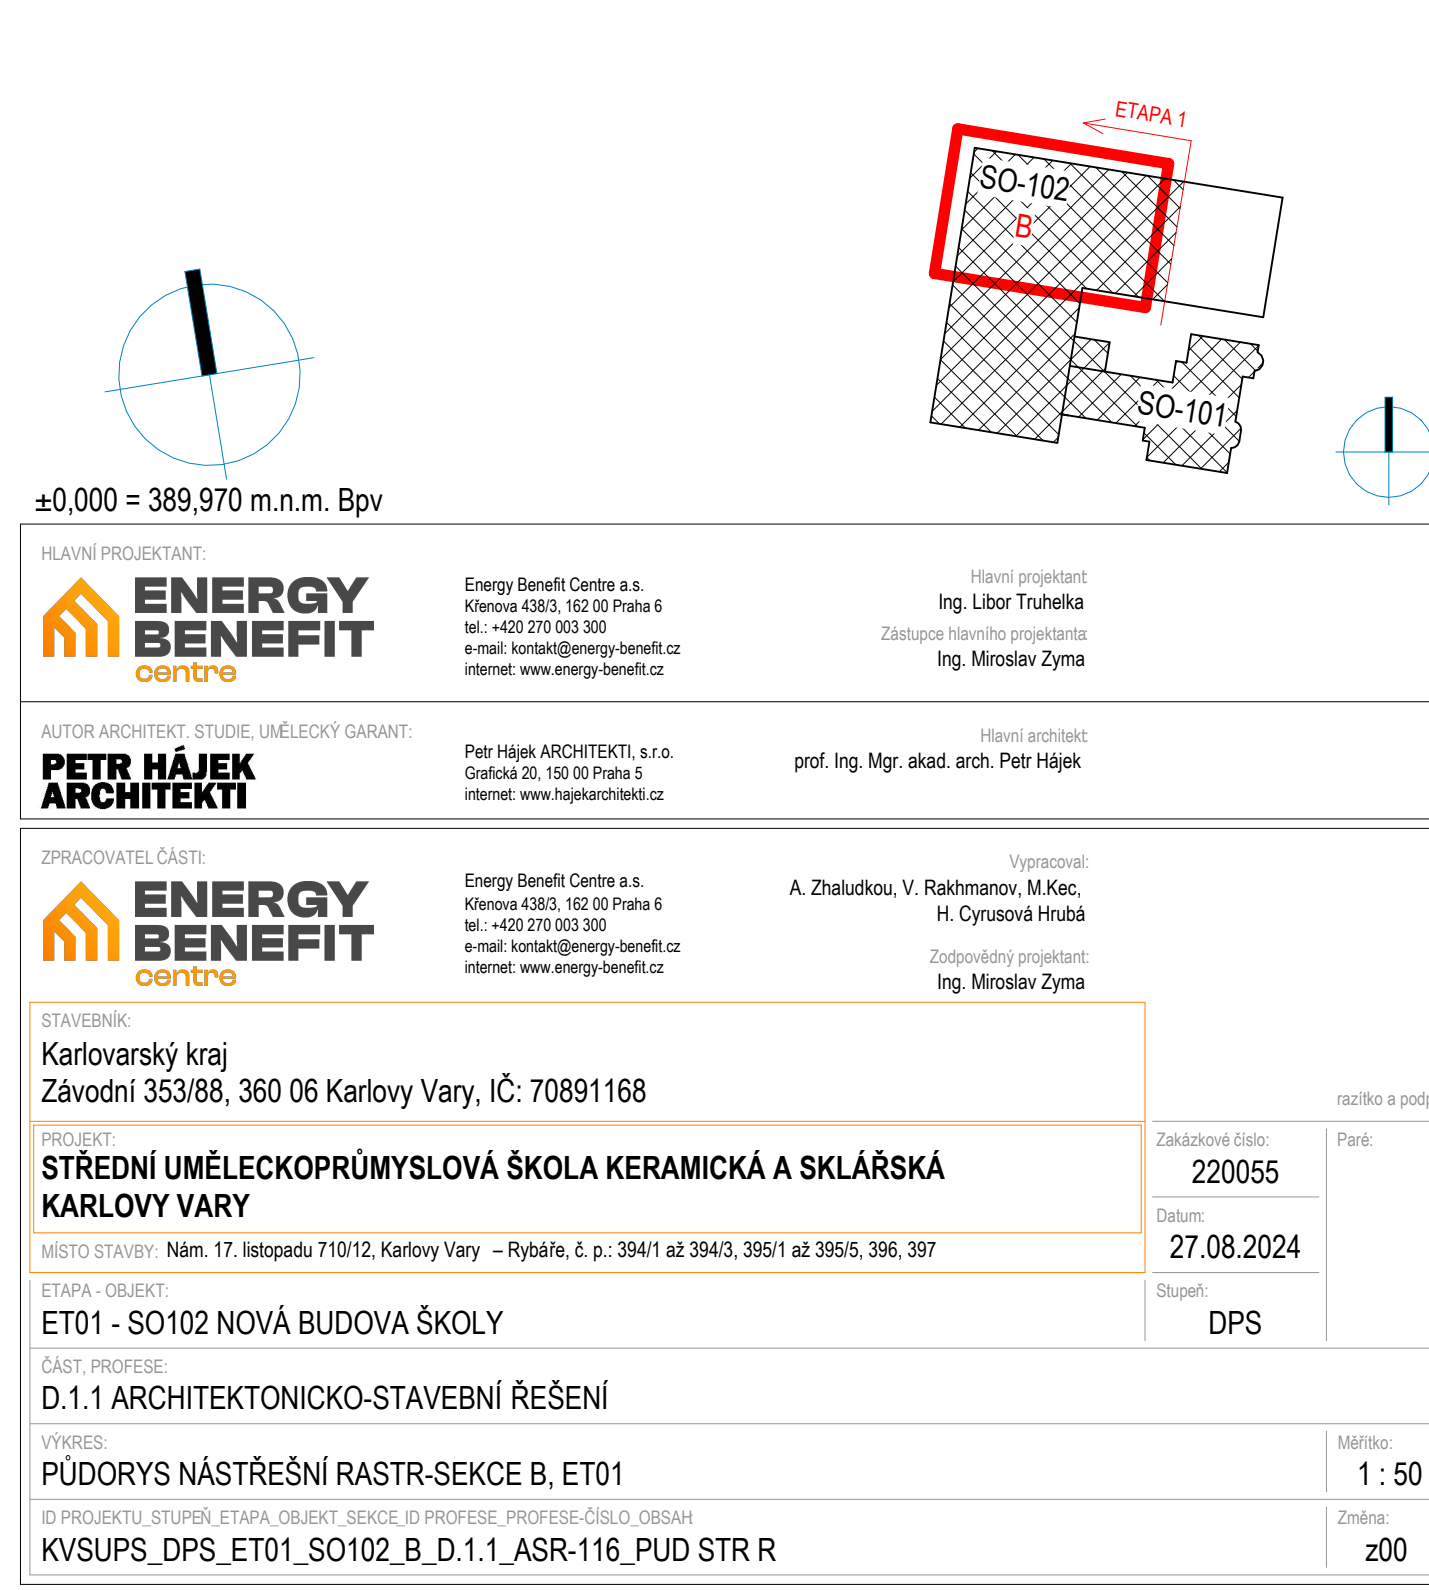 ETAPA 1
SO-102
B
SO-101
±0,000 = 389,970 m.n.m. Bpv
HLAVNÍ PROJEKTANT:
ENERGY
BENEFIT
centre
Energy Benefit Centre a.s.
Křenova 438/3, 162 00 Praha 6
tel.: +420 270 003 300
e-mail: kontakt@energy-benefit.cz
internet: www.energy-benefit.cz
Hlavní projektant:
Ing. Libor Truhelka
Zástupce hlavního projektanta:
Ing. Miroslav Zyma
AUTOR ARCHITEKT. STUDIE, UMĚLECKÝ GARANT:
PETR HÁJEK
ARCHITEKTI
Petr Hájek ARCHITEKTI, s.r.o.
Grafická 20, 150 00 Praha 5
internet: www.hajekarchitekti.cz
Hlavní architekt:
prof. Ing. Mgr. akad. arch. Petr Hájek
ZPRACOVATEL ČÁSTI:
ENERGY
BENEFIT
centre
Energy Benefit Centre a.s.
Křenova 438/3, 162 00 Praha 6
tel.: +420 270 003 300
e-mail: kontakt@energy-benefit.cz
internet: www.energy-benefit.cz
Vypracoval:
A. Zhaludkou, V. Rakhmanov, M.Kec,
H. Cyrusová Hrubá
Zodpovědný projektant:
Ing. Miroslav Zyma
STAVEBNÍK:
Karlovarský kraj
Závodní 353/88, 360 06 Karlovy Vary, IČ: 70891168
razítko a
PROJEKT:
STŘEDNÍ UMĚLECKOPRŮMYSLOVÁ ŠKOLA KERAMICKÁ A SKLÁŘSKÁ
KARLOVY VARY
Zakázkové číslo:
220055
Paré:
Datum:
27.08.2024
MÍSTO STAVBY: Nám. 17. listopadu 710/12, Karlovy Vary – Rybáře, č. p.: 394/1 až 394/3, 395/1 až 395/5, 396, 397
ETAPA - OBJEKT:
ET01 - SO102 NOVÁ BUDOVA ŠKOLY
Stupeň:
DPS
ČÁST, PROFESE:
D.1.1 ARCHITEKTONICKO-STAVEBNÍ ŘEŠENÍ
VÝKRES:
PŮDORYS NÁSTŘEŠNÍ RASTR-SEKCE B, ET01
Měřítko:
1 : 50
ID PROJEKTU_STUPEŇ_ETAPA_OBJEKT_SEKCE_ID PROFESE_PROFESE-ČÍSLO_OBSAH:
KVSUPS_DPS_ET01_SO102_B_D.1.1_ASR-116_PUD STR R
Změna:
z00